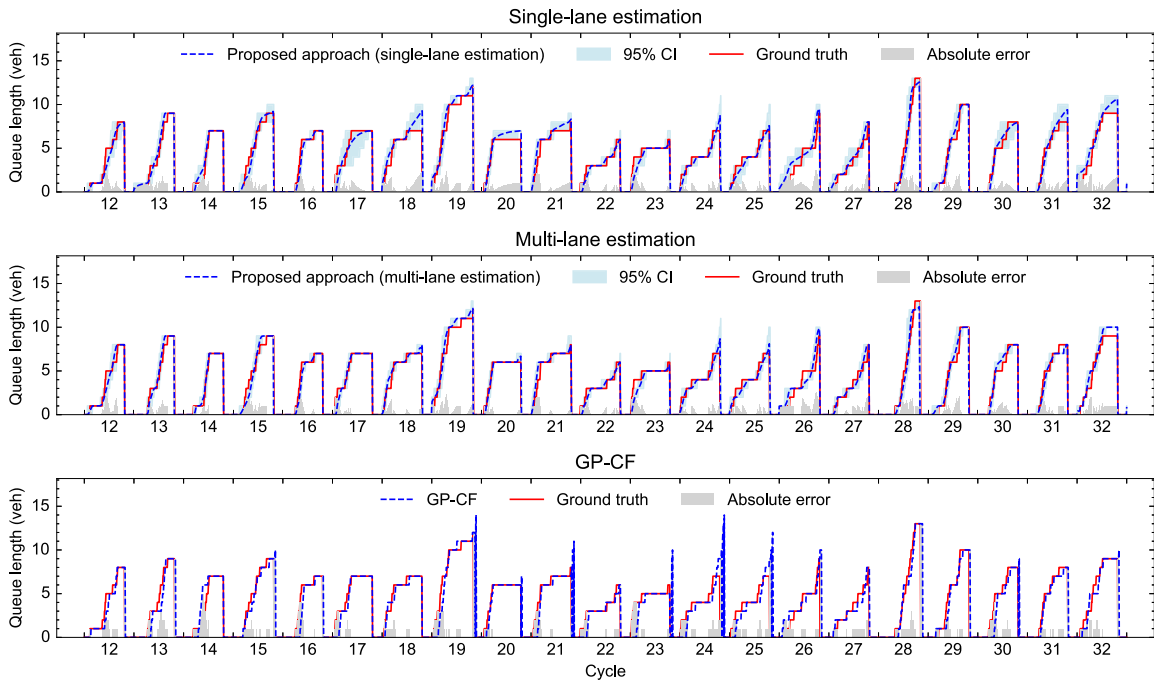 Single-lane estimation
Proposed approach (single-lane estimation) 95% CI Ground truth Absolute error
Queue length (veh)
15
10
5
0
12 13 14 15 16 17 18 19 20 21 22 23 24 25 26 27 28 29 30 31 32
Multi-lane estimation
Proposed approach (multi-lane estimation) 95% CI Ground truth Absolute error
Queue length (veh)
15
10
5
0
12 13 14 15 16 17 18 19 20 21 22 23 24 25 26 27 28 29 30 31 32
GP-CF
GP-CF Ground truth Absolute error
Queue length (veh)
15
10
5
0
12 13 14 15 16 17 18 19 20 21 22 23 24 25 26 27 28 29 30 31 32
Cycle